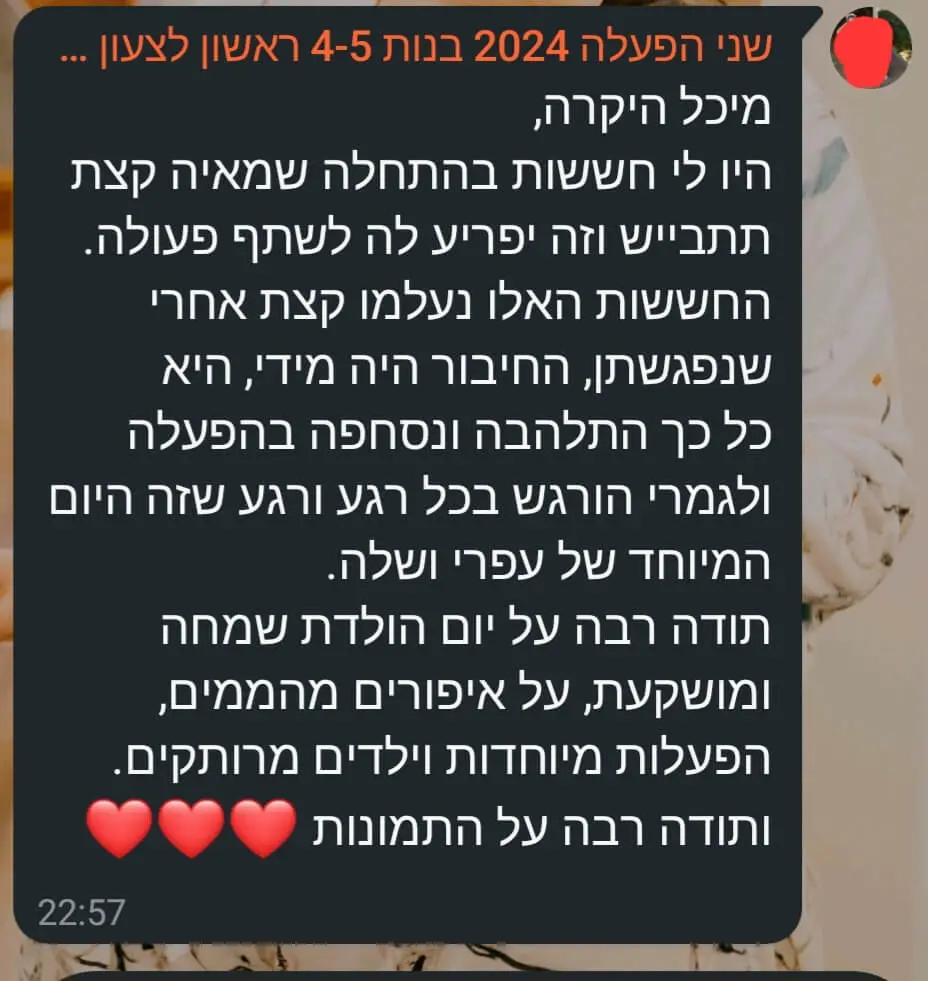 שני הפעלה 2024 בנות 4-5 ראשון לצעון ...
מיכל היקרה,
היו לי חששות בהתחלה שמאיה קצת
תתבייש וזה יפריע לה לשתף פעולה.
החששות האלו נעלמו קצת אחרי
שנפגשתן, החיבור היה מידי, היא
כל כך התלהבה ונסחפה בהפעלה
ולגמרי הורגש בכל רגע ורגע שזה היום
המיוחד של עפרי ושלה.
תודה רבה על יום הולדת שמחה
ומושקעת, על איפורים מהממים,
הפעלות מיוחדות וילדים מרותקים.
ותודה רבה על התמונות ❤️❤️❤️
22:57